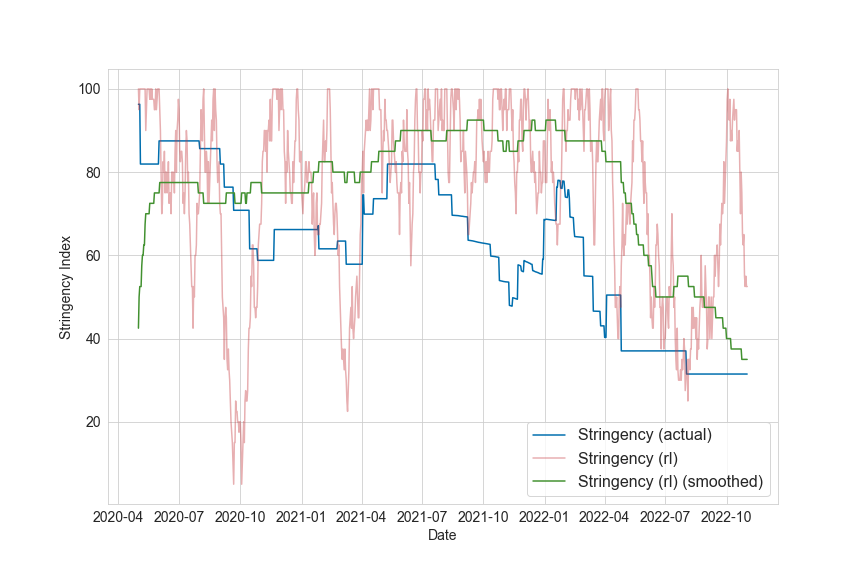 100
80
60
40
20
Stringency Index
2020-04 2020-07 2020-10 2021-01 2021-04 2021-07 2021-10 2022-01 2022-04 2022-07 2022-10
Date
Stringency (actual)
Stringency (rl)
Stringency (rl) (smoothed)